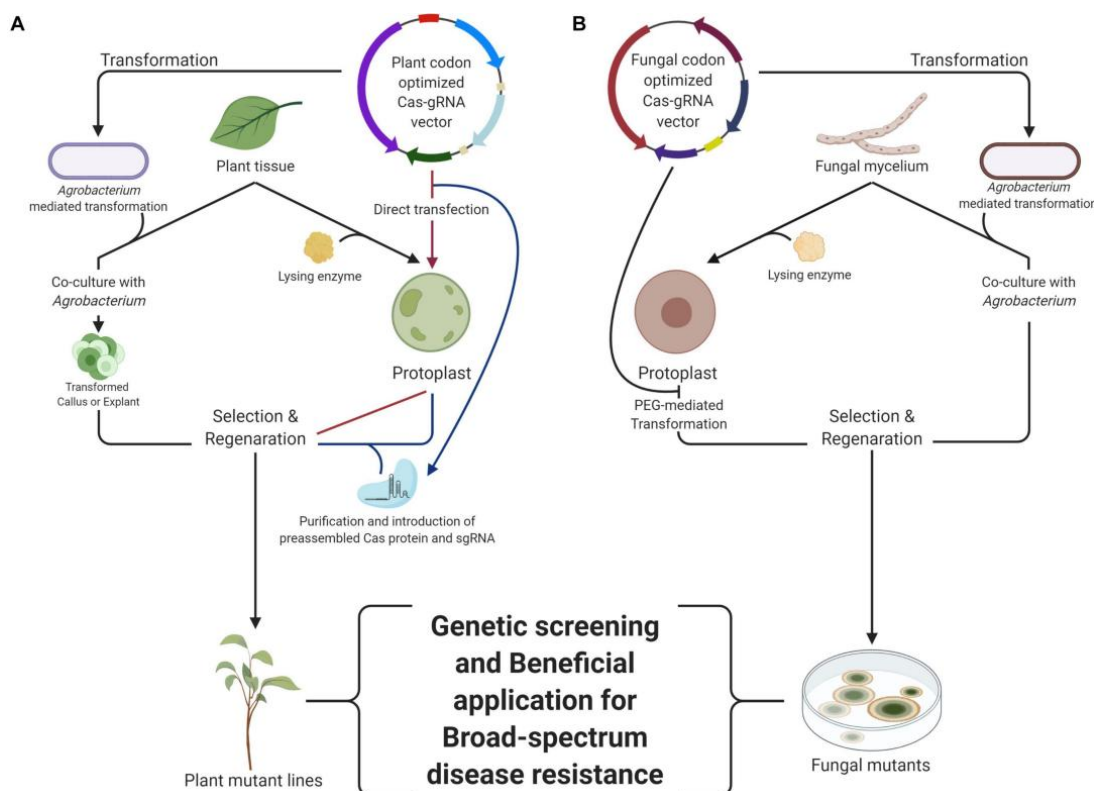 A
Transformation
Plant codon
optimized
Cas-gRNA
vector
Plant tissue
Agrobacterium
mediated transformation
Direct transfection
Lysing enzyme
Co-culture with
Agrobacterium
Protoplast
Transformed
Callus or Explant
Selection &
Regenaration
Purification and introduction of
preassembled Cas protein and sgRNA
Plant mutant lines
B
Fungal codon
optimized
Cas-gRNA
vector
Transformation
Fungal mycelium
Agrobacterium
mediated transformation
Lysing enzyme
Co-culture with
Agrobacterium
Protoplast
PEG-mediated
Transformation
Selection &
Regenaration
Fungal mutants
Genetic screening
and Beneficial
application for
Broad-spectrum
disease resistance